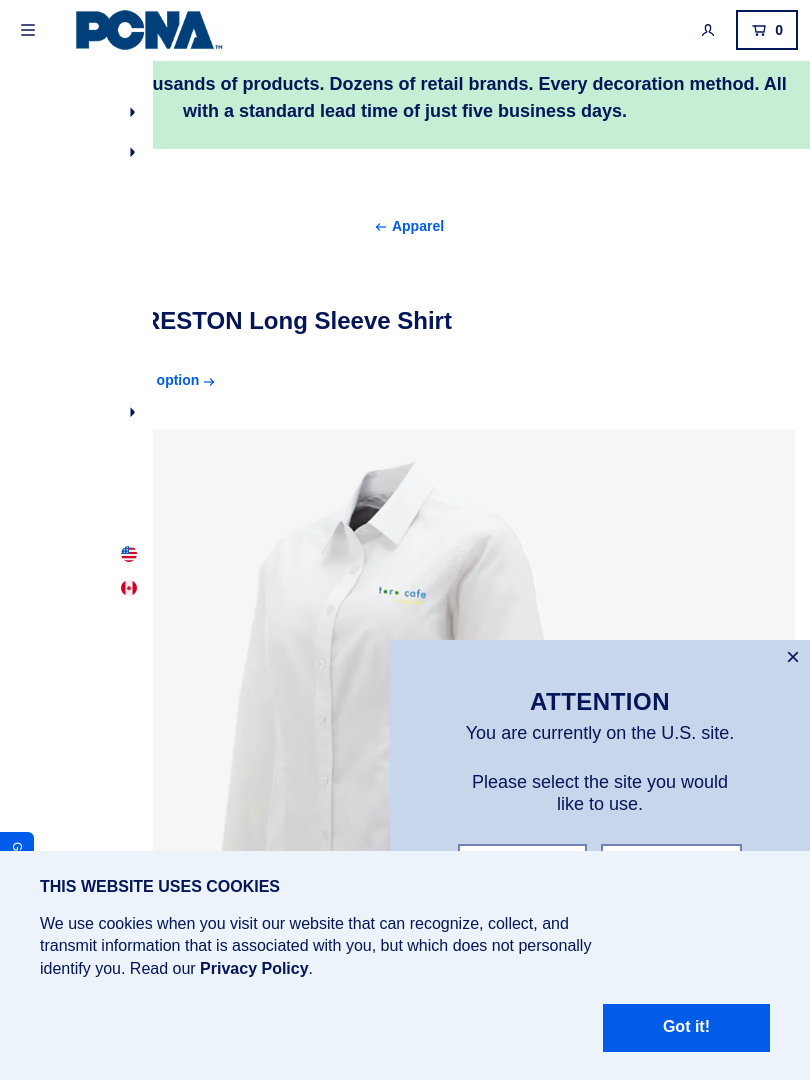 PCNA™
0
usands of products. Dozens of retail brands. Every decoration method. All
with a standard lead time of just five business days.
Apparel
RESTON Long Sleeve Shirt
option
toro cafe
ATTENTION
You are currently on the U.S. site.
Please select the site you would
like to use.
G
THIS WEBSITE USES COOKIES
We use cookies when you visit our website that can recognize, collect, and
transmit information that is associated with you, but which does not personally
identify you. Read our Privacy Policy.
Got it!